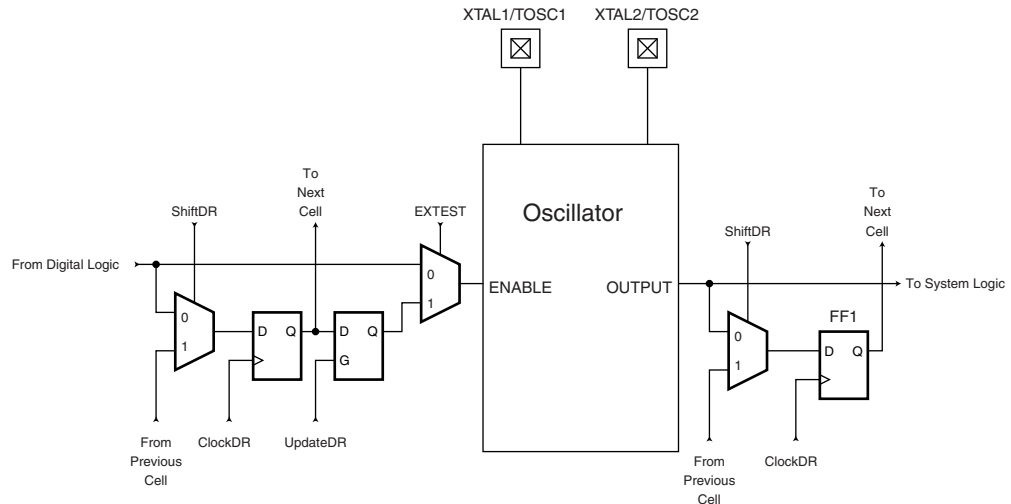 XTAL1/TOSC1
XTAL2/TOSC2
To
Next
Cell
ShiftDR
EXTEST
From Digital Logic
0
1
D Q
D Q
G
0
1
From
Previous
Cell
ClockDR
UpdateDR
Oscillator
ENABLE
OUTPUT
To
Next
Cell
ShiftDR
To System Logic
FF1
0
1
D Q
From
Previous
Cell
ClockDR